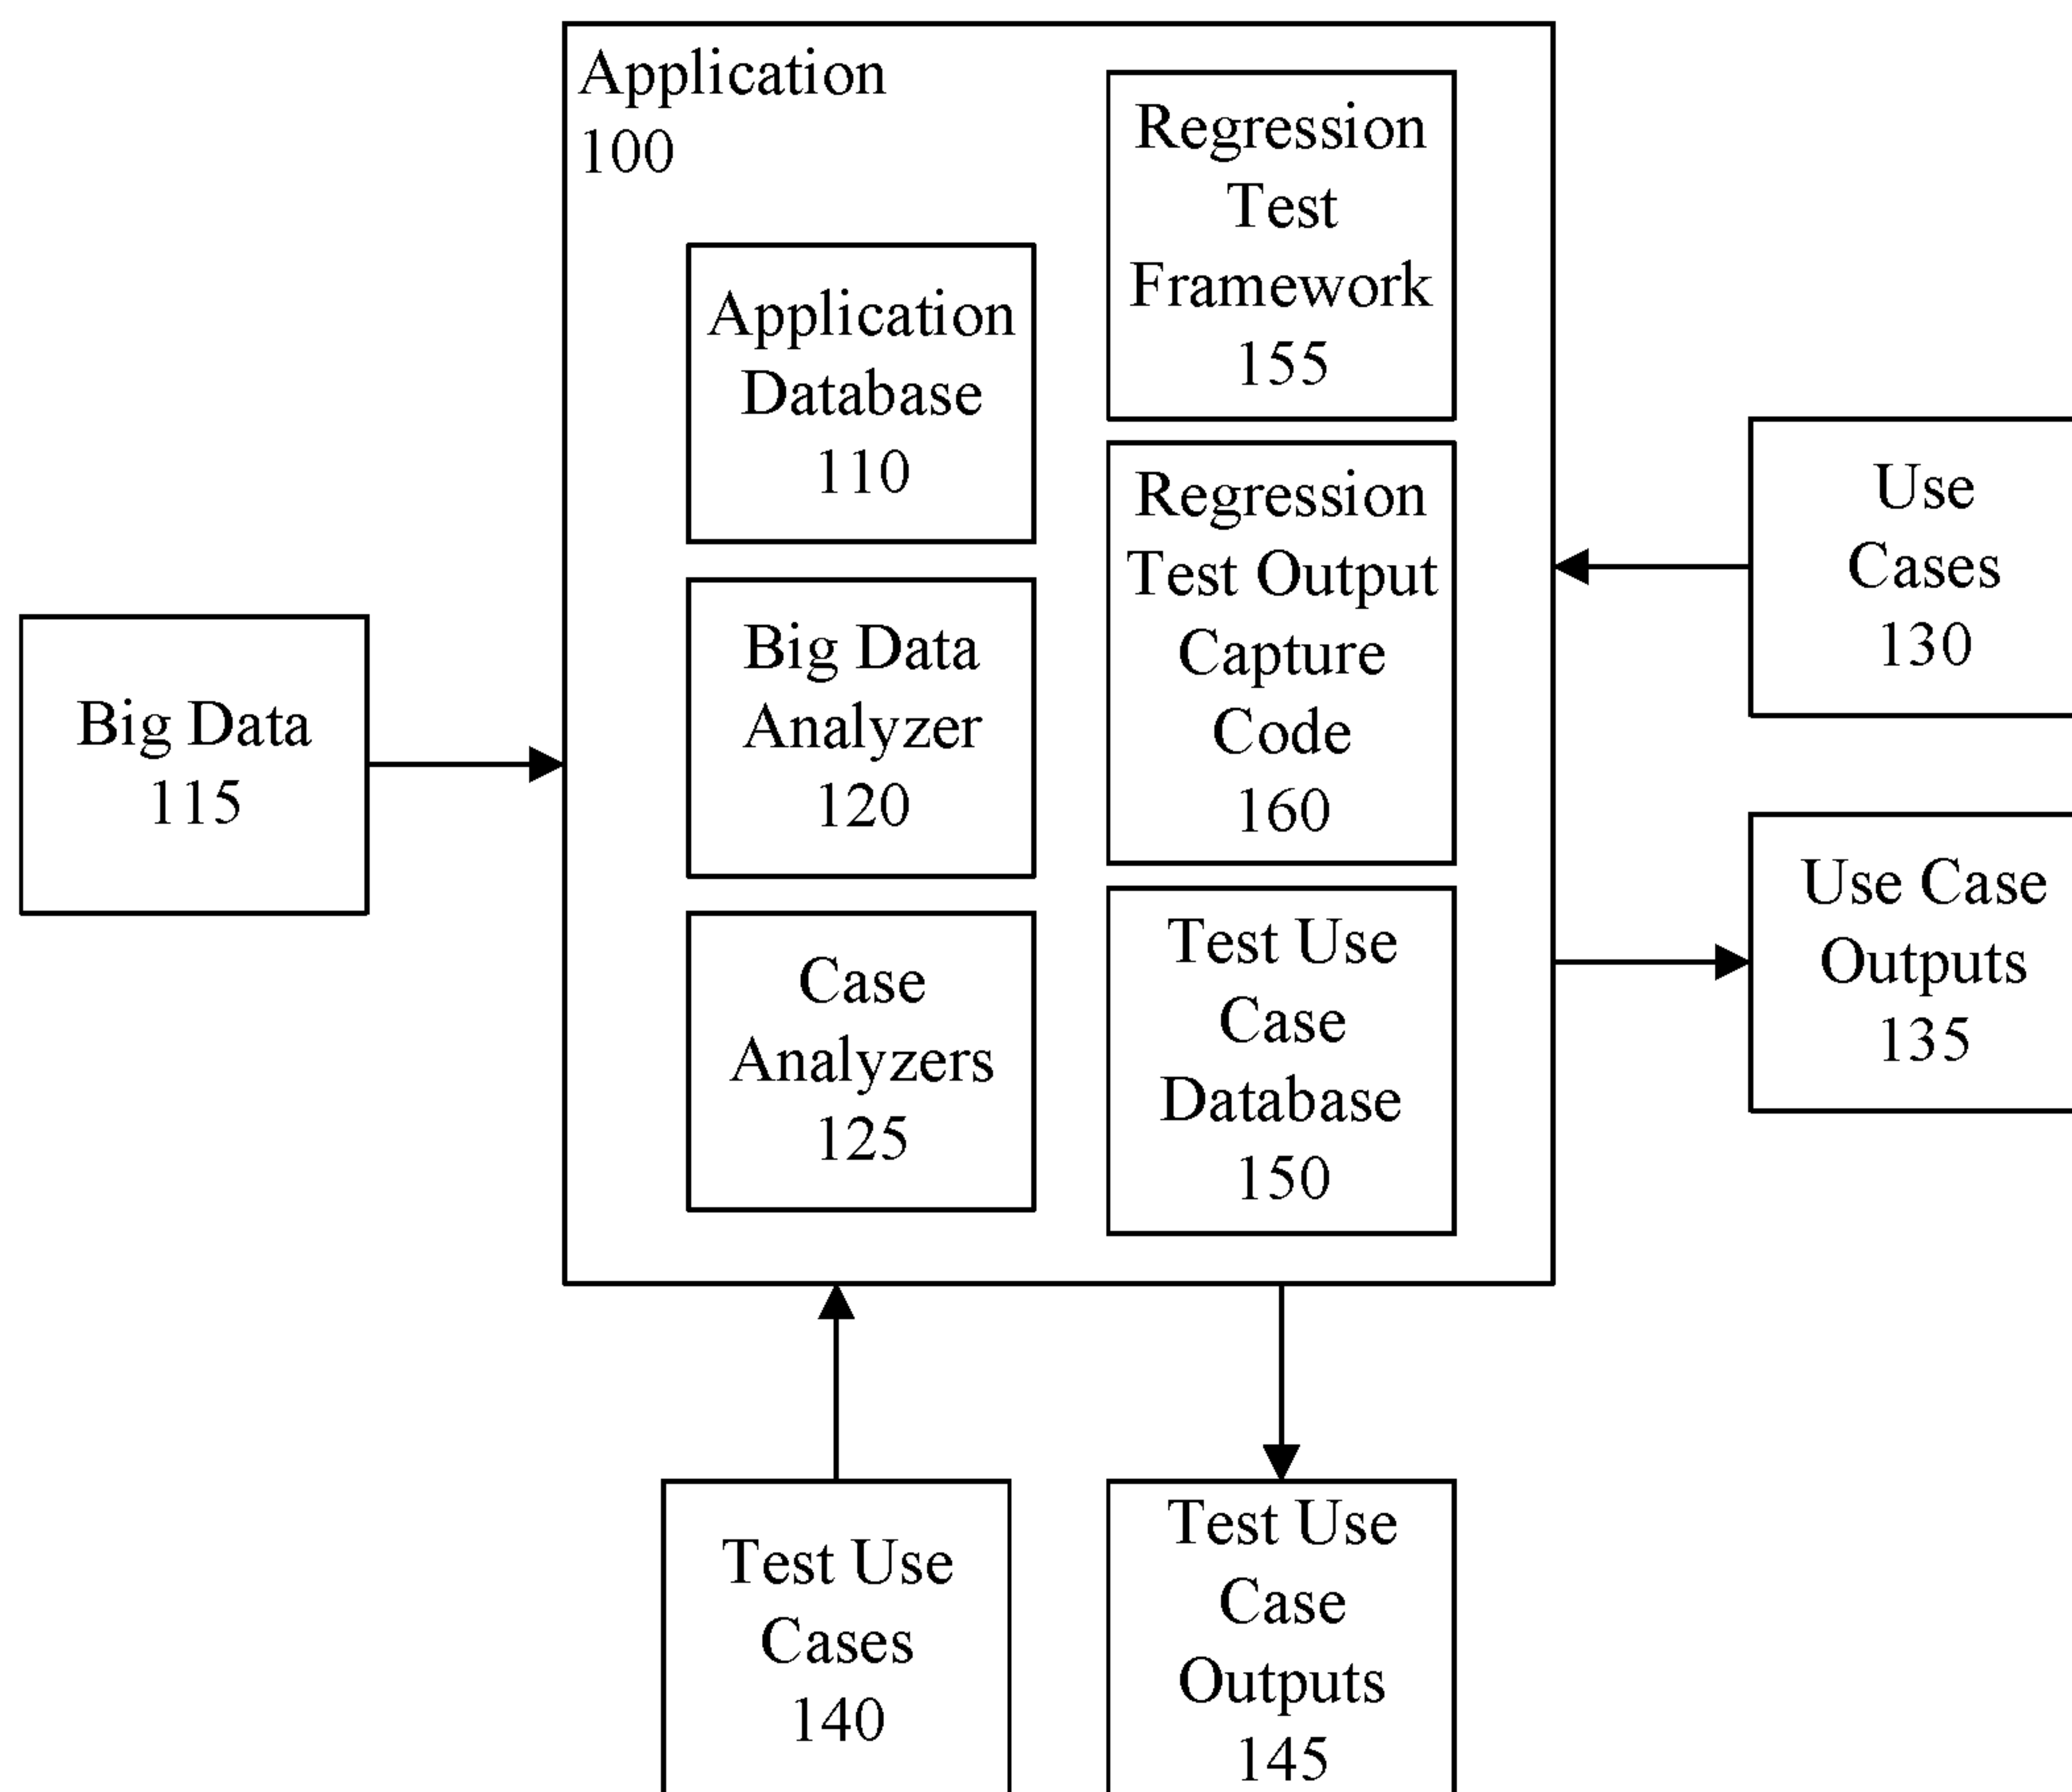 Application
100
Application
Database
110
Big Data
Analyzer
120
Case
Analyzers
125
Regression
Test
Framework
155
Regression
Test Output
Capture
Code
160
Test Use
Case
Database
150
Big Data
115
Use
Cases
130
Use Case
Outputs
135
Test Use
Cases
140
Test Use
Case
Outputs
145